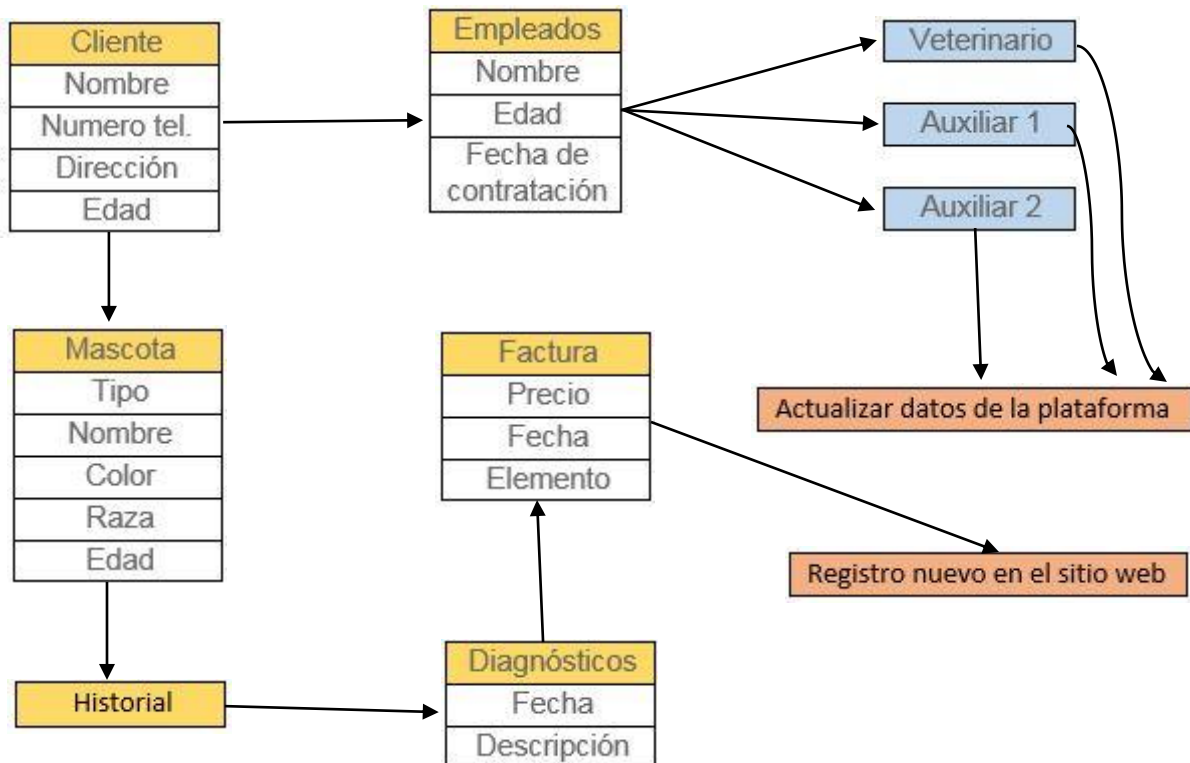 Cliente
Nombre
Numero tel.
Dirección
Edad
Empleados
Nombre
Edad
Fecha de
contratación
Veterinario
Auxiliar 1
Auxiliar 2
Mascota
Tipo
Nombre
Color
Raza
Edad
Factura
Precio
Fecha
Elemento
Actualizar datos de la plataforma
Registro nuevo en el sitio web
Historial
Diagnósticos
Fecha
Descripción